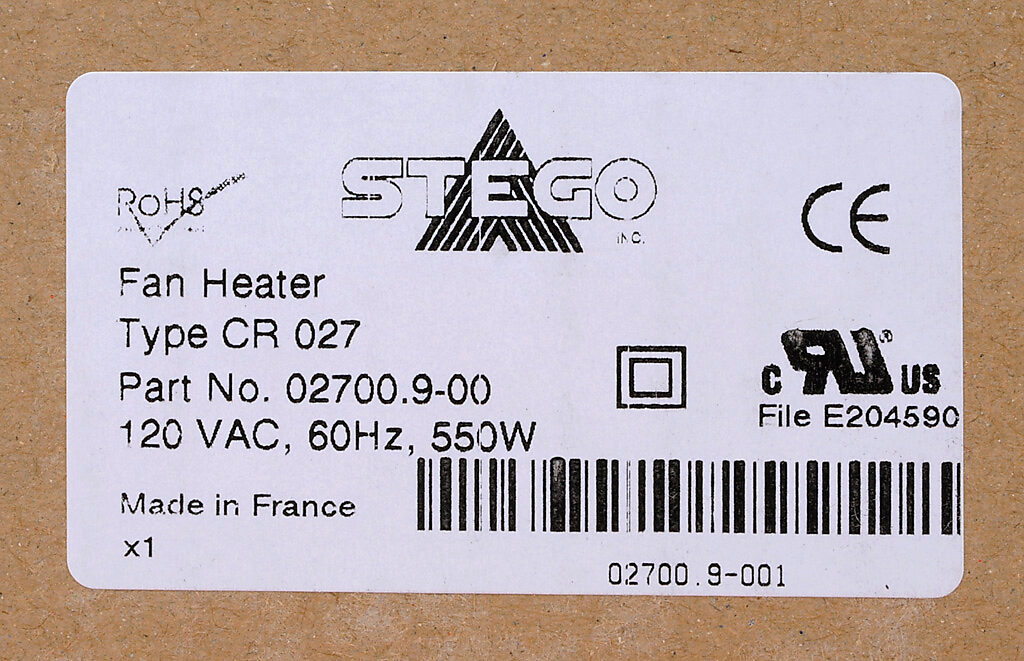 RoHS
STEGO
INC.
CE
Fan Heater
Type CR 027
Part No. 02700.9-00
120 VAC, 60Hz, 550W
c RU ® US
File E204590
Made in France
x1
02700.9-001